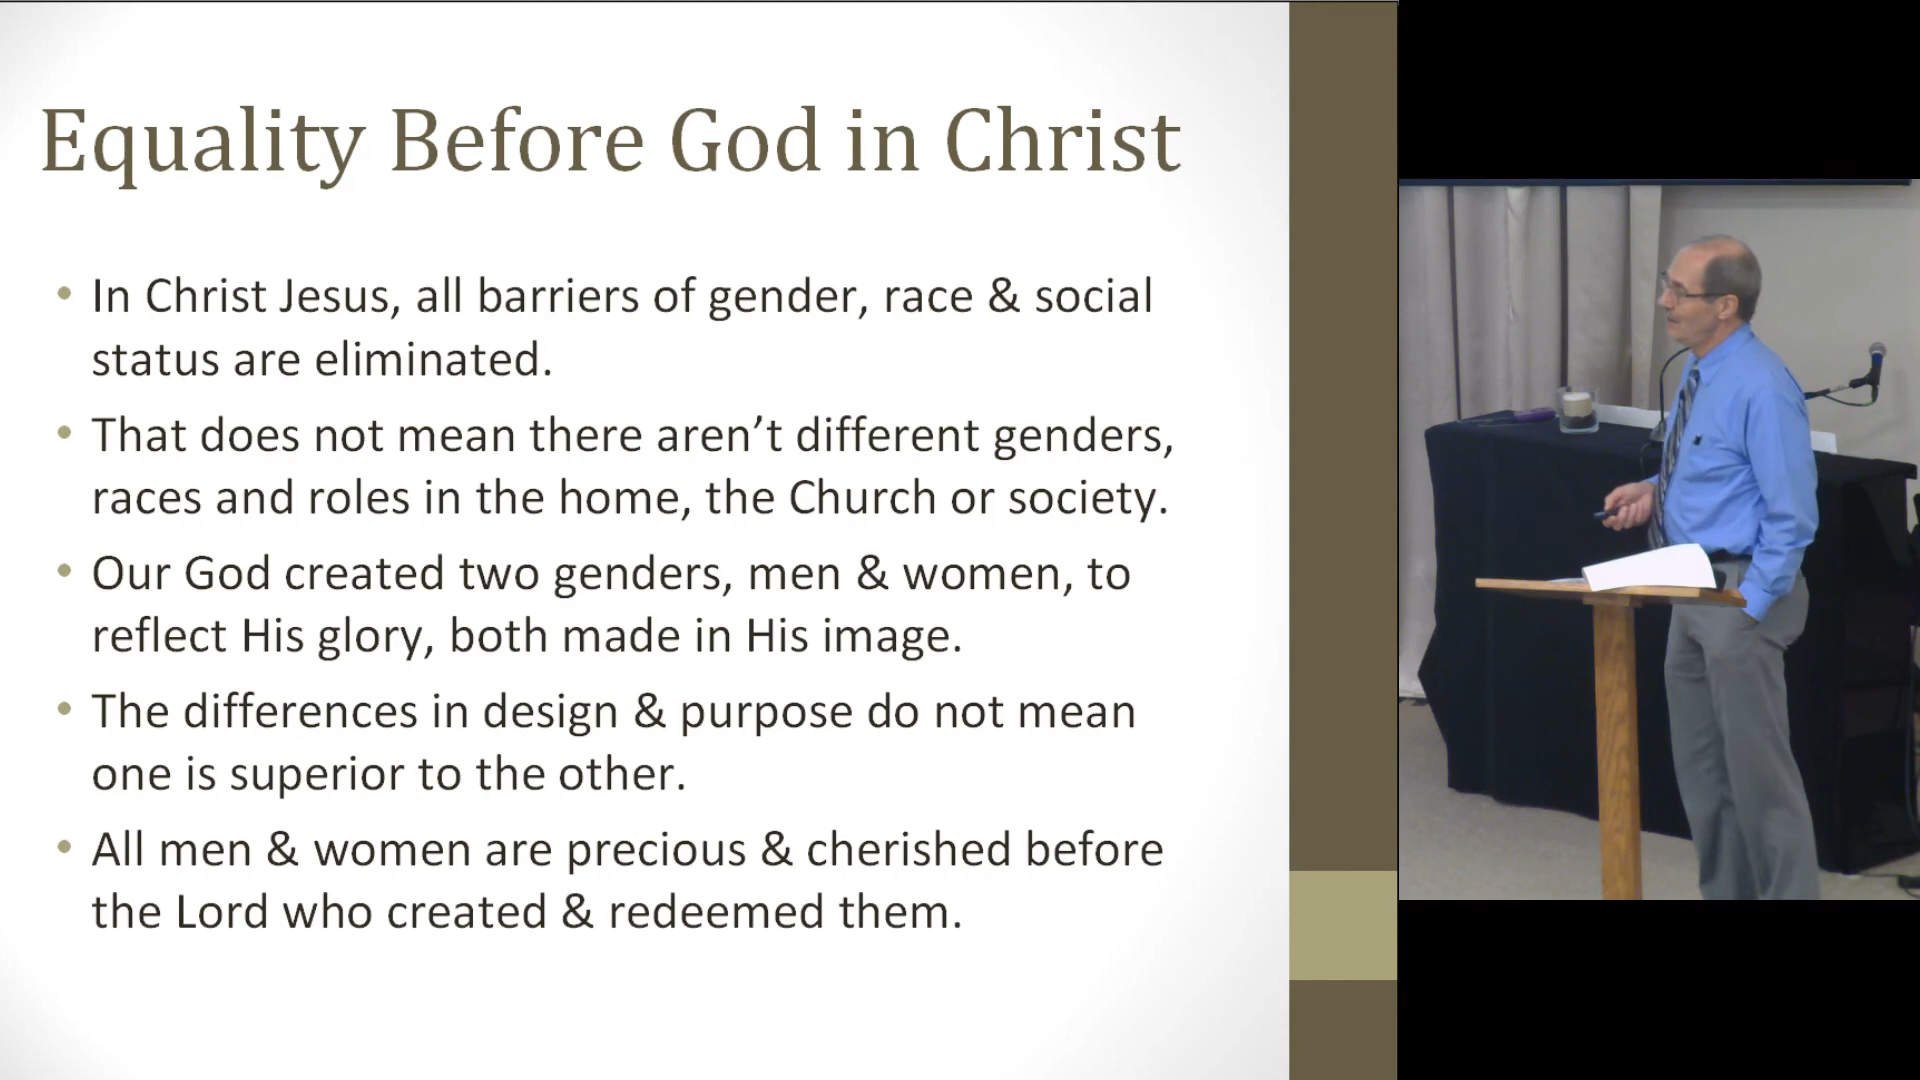 Equality Before God in Christ
• In Christ Jesus, all barriers of gender, race & social
status are eliminated.
• That does not mean there aren’t different genders,
races and roles in the home, the Church or society.
• Our God created two genders, men & women, to
reflect His glory, both made in His image.
• The differences in design & purpose do not mean
one is superior to the other.
• All men & women are precious & cherished before
the Lord who created & redeemed them.